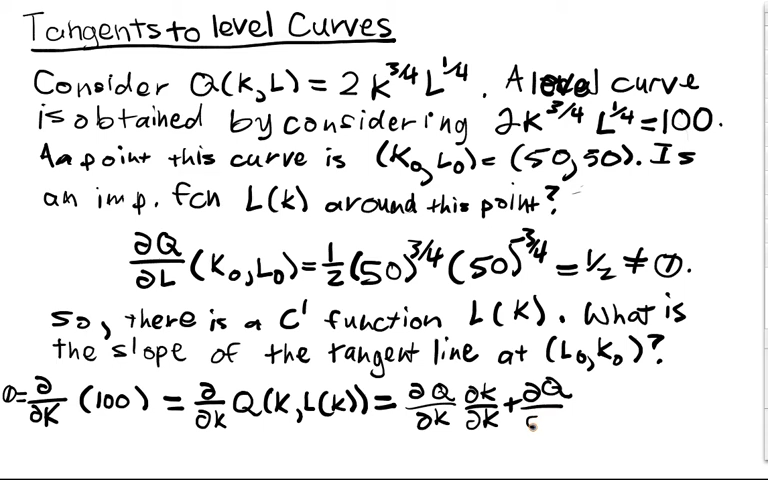 Tangents to level Curves
Consider Q(K,L) = 2 K^{3/4} L^{1/4}. A level curve
is obtained by considering 2K^{3/4} L^{1/4} = 100.
Aa point this curve is (K₀,L₀) = (50,50). Is
an imp. fcn L(K) around this point?
∂Q/∂L (K₀,L₀) = 1/2 (50)^{3/4} (50)^{-3/4} = 1/2 ≠ 0.
So, there is a C' function L(K). What is
the slope of the tangent line at (L₀,K₀)?
0 = ∂/∂K (100) = ∂/∂K Q(K,L(K)) = ∂Q/∂K ∂K/∂K + ∂Q/